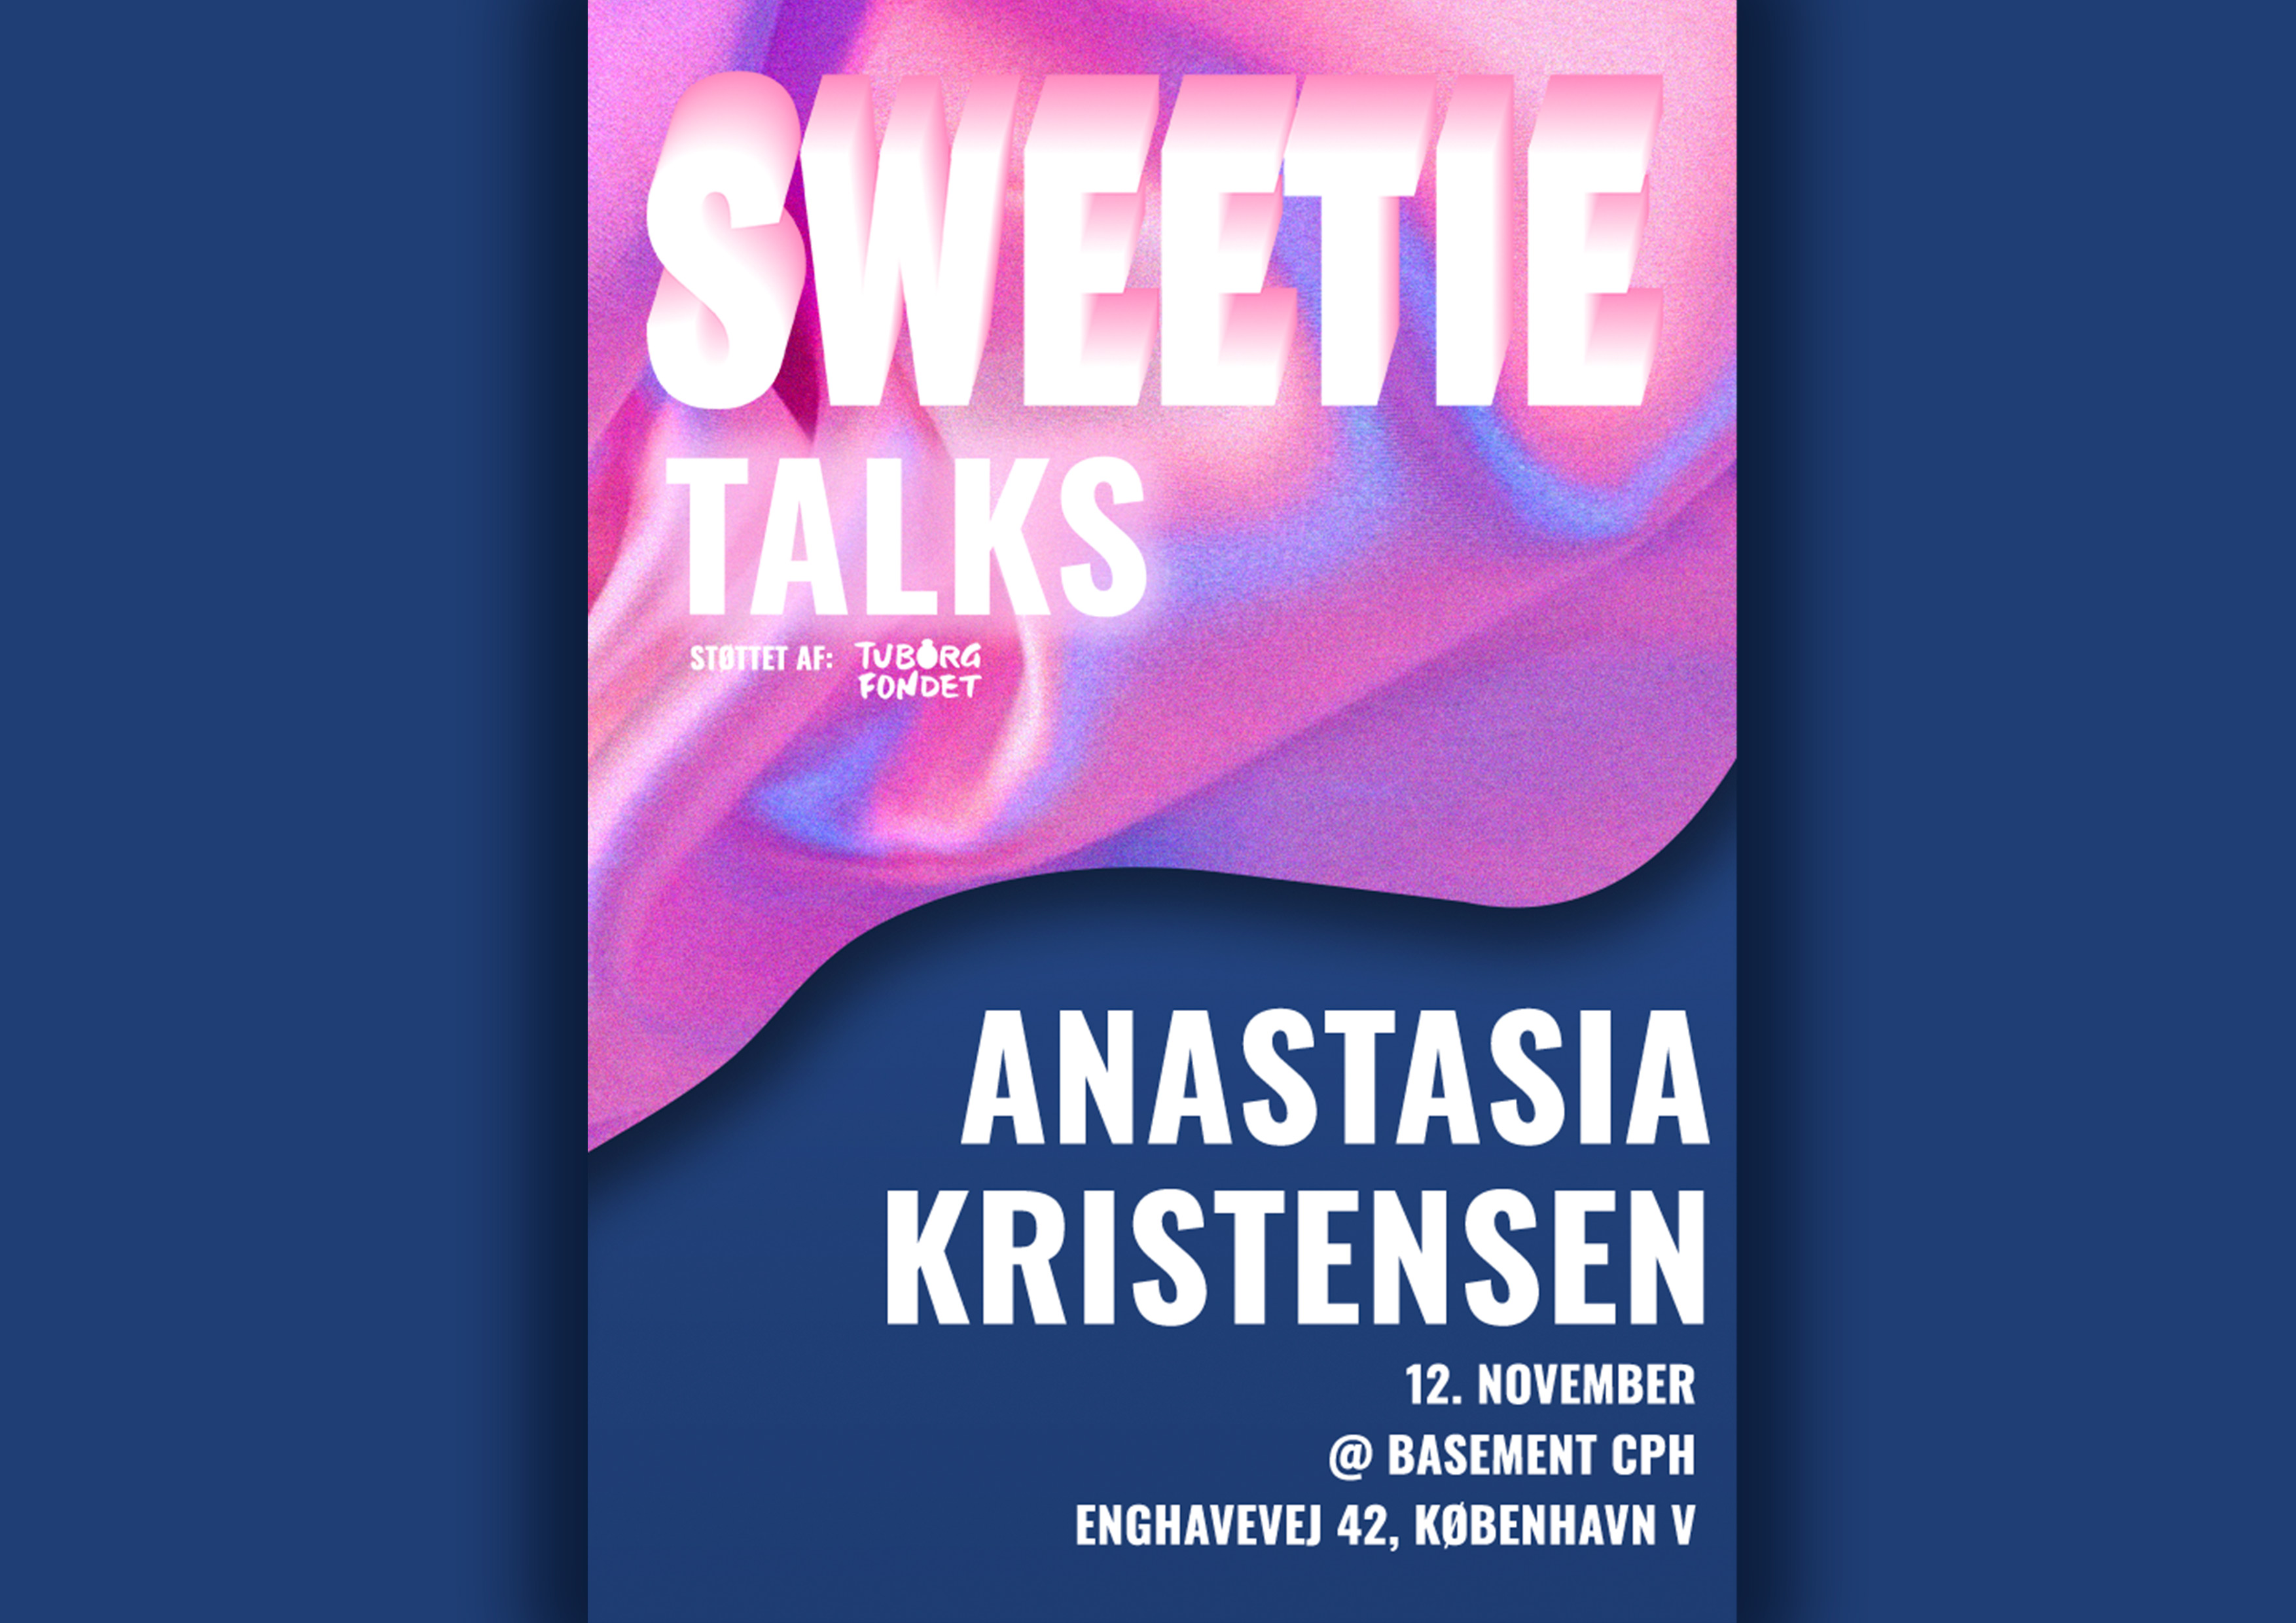 SWEETIE
TALKS
STØTTET AF: TUBORG
FONDET
ANASTASIA
KRISTENSEN
12. NOVEMBER
@ BASEMENT CPH
ENGHAVEVEJ 42, KØBENHAVN V